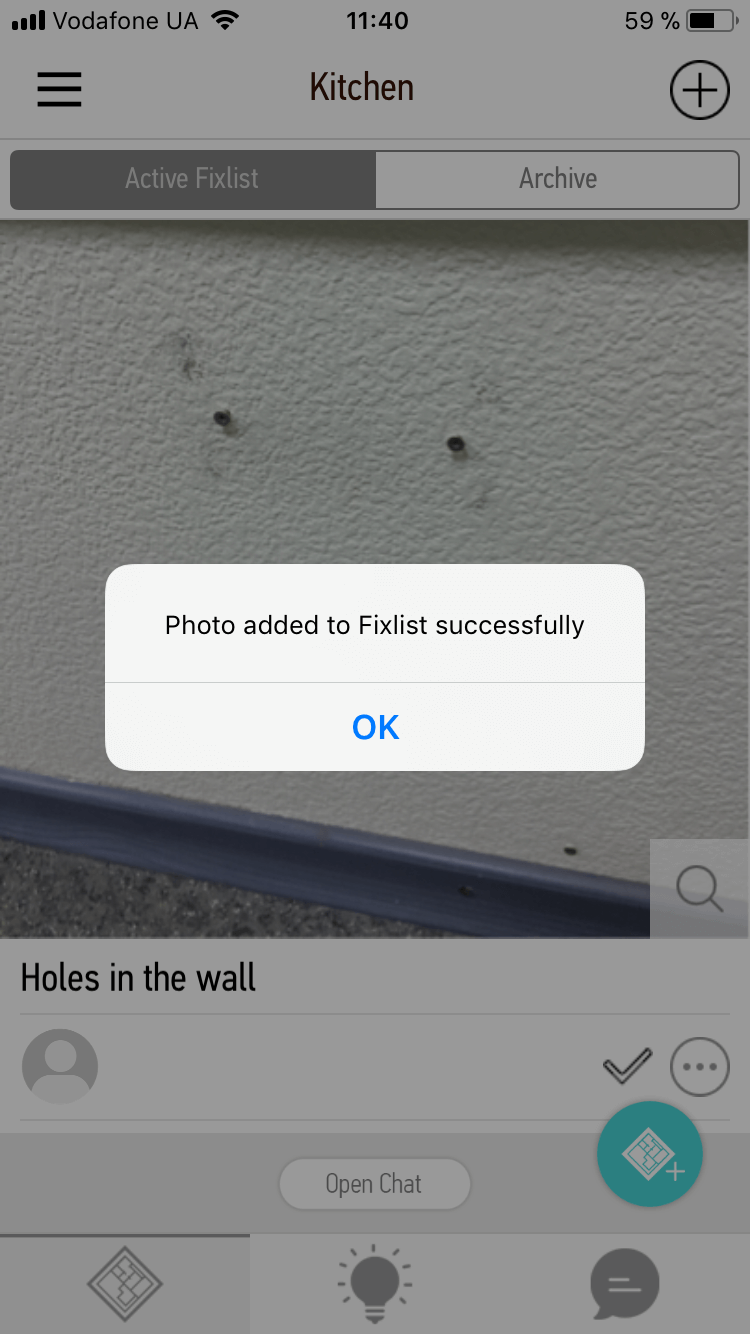 Vodafone UA 11:40 59 %
Kitchen
Active Fixlist Archive
Photo added to Fixlist successfully
OK
Holes in the wall
Open Chat